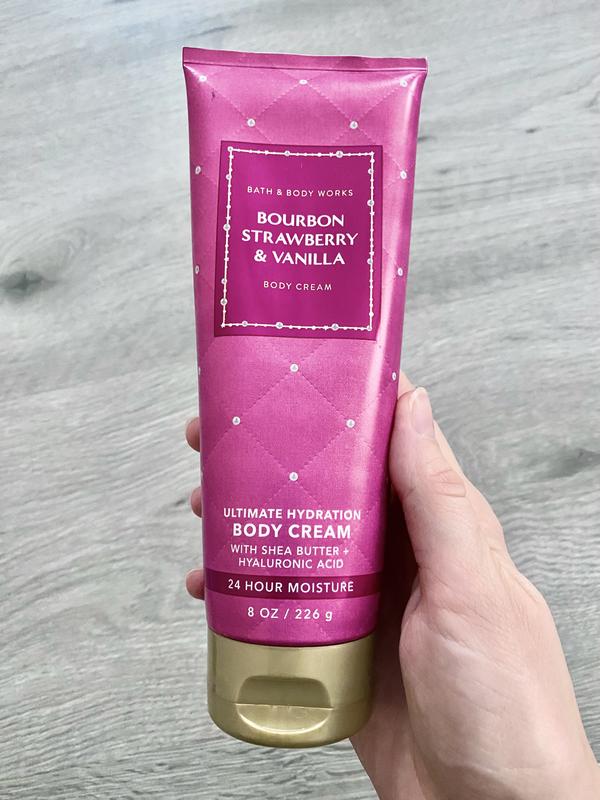 BATH & BODY WORKS
BOURBON
STRAWBERRY
& VANILLA
BODY CREAM
ULTIMATE HYDRATION
BODY CREAM
WITH SHEA BUTTER +
HYALURONIC ACID
24 HOUR MOISTURE
8 OZ / 226 g